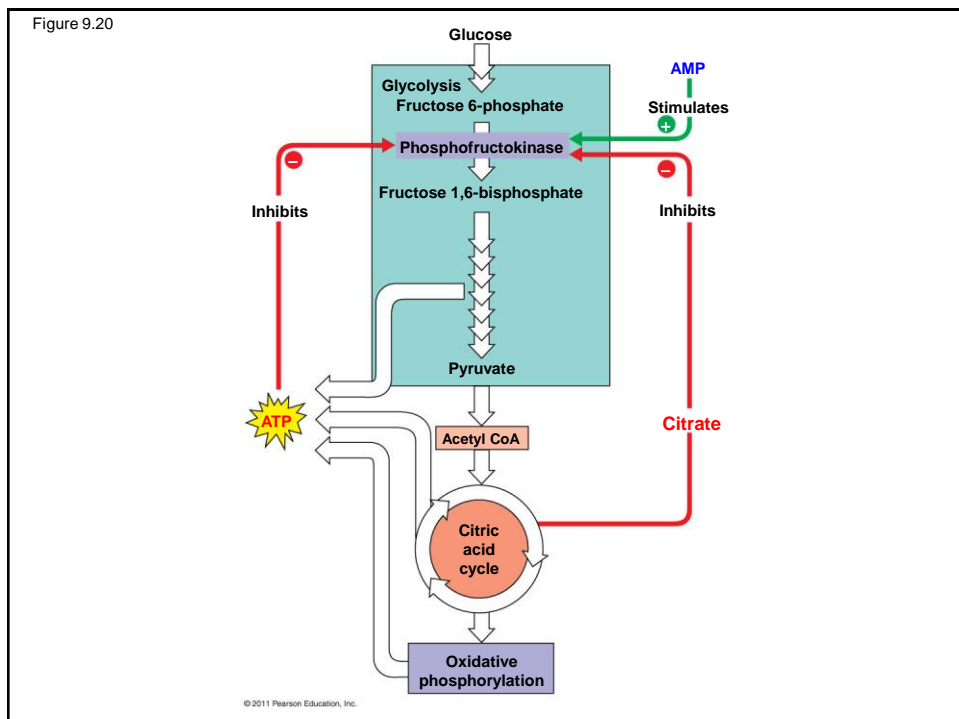 Figure 9.20
Glucose
AMP
Glycolysis
Fructose 6-phosphate
Stimulates
+
Phosphofructokinase
−
−
Fructose 1,6-bisphosphate
Inhibits
Inhibits
Pyruvate
ATP
Citrate
Acetyl CoA
Citric
acid
cycle
Oxidative
phosphorylation
© 2011 Pearson Education, Inc.